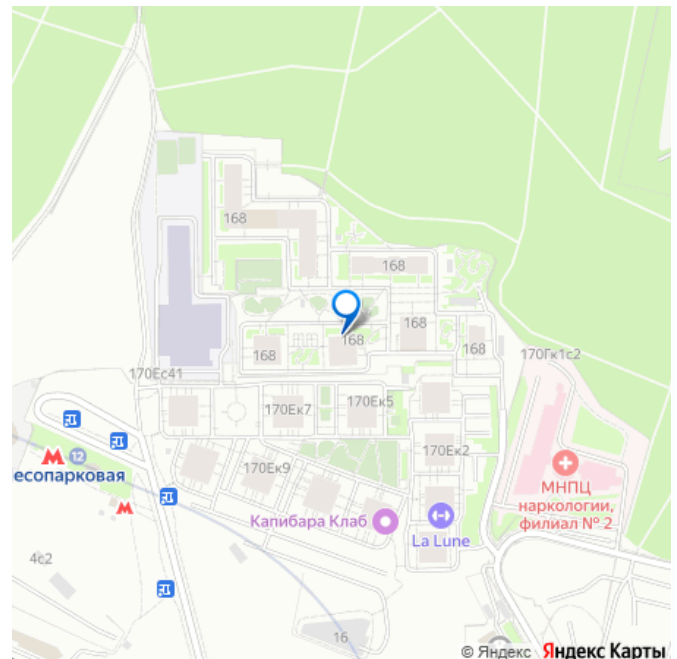 168
168
168
168
168
168
170Гк1с2
170Ес41
170Ек7
170Ек5
170Ек2
170Ек9
12
есопарковая
МНПЦ
наркологии,
филиал № 2
Капибара Клаб
La Lune
4с2
16
© Яндекс Яндекс Карты